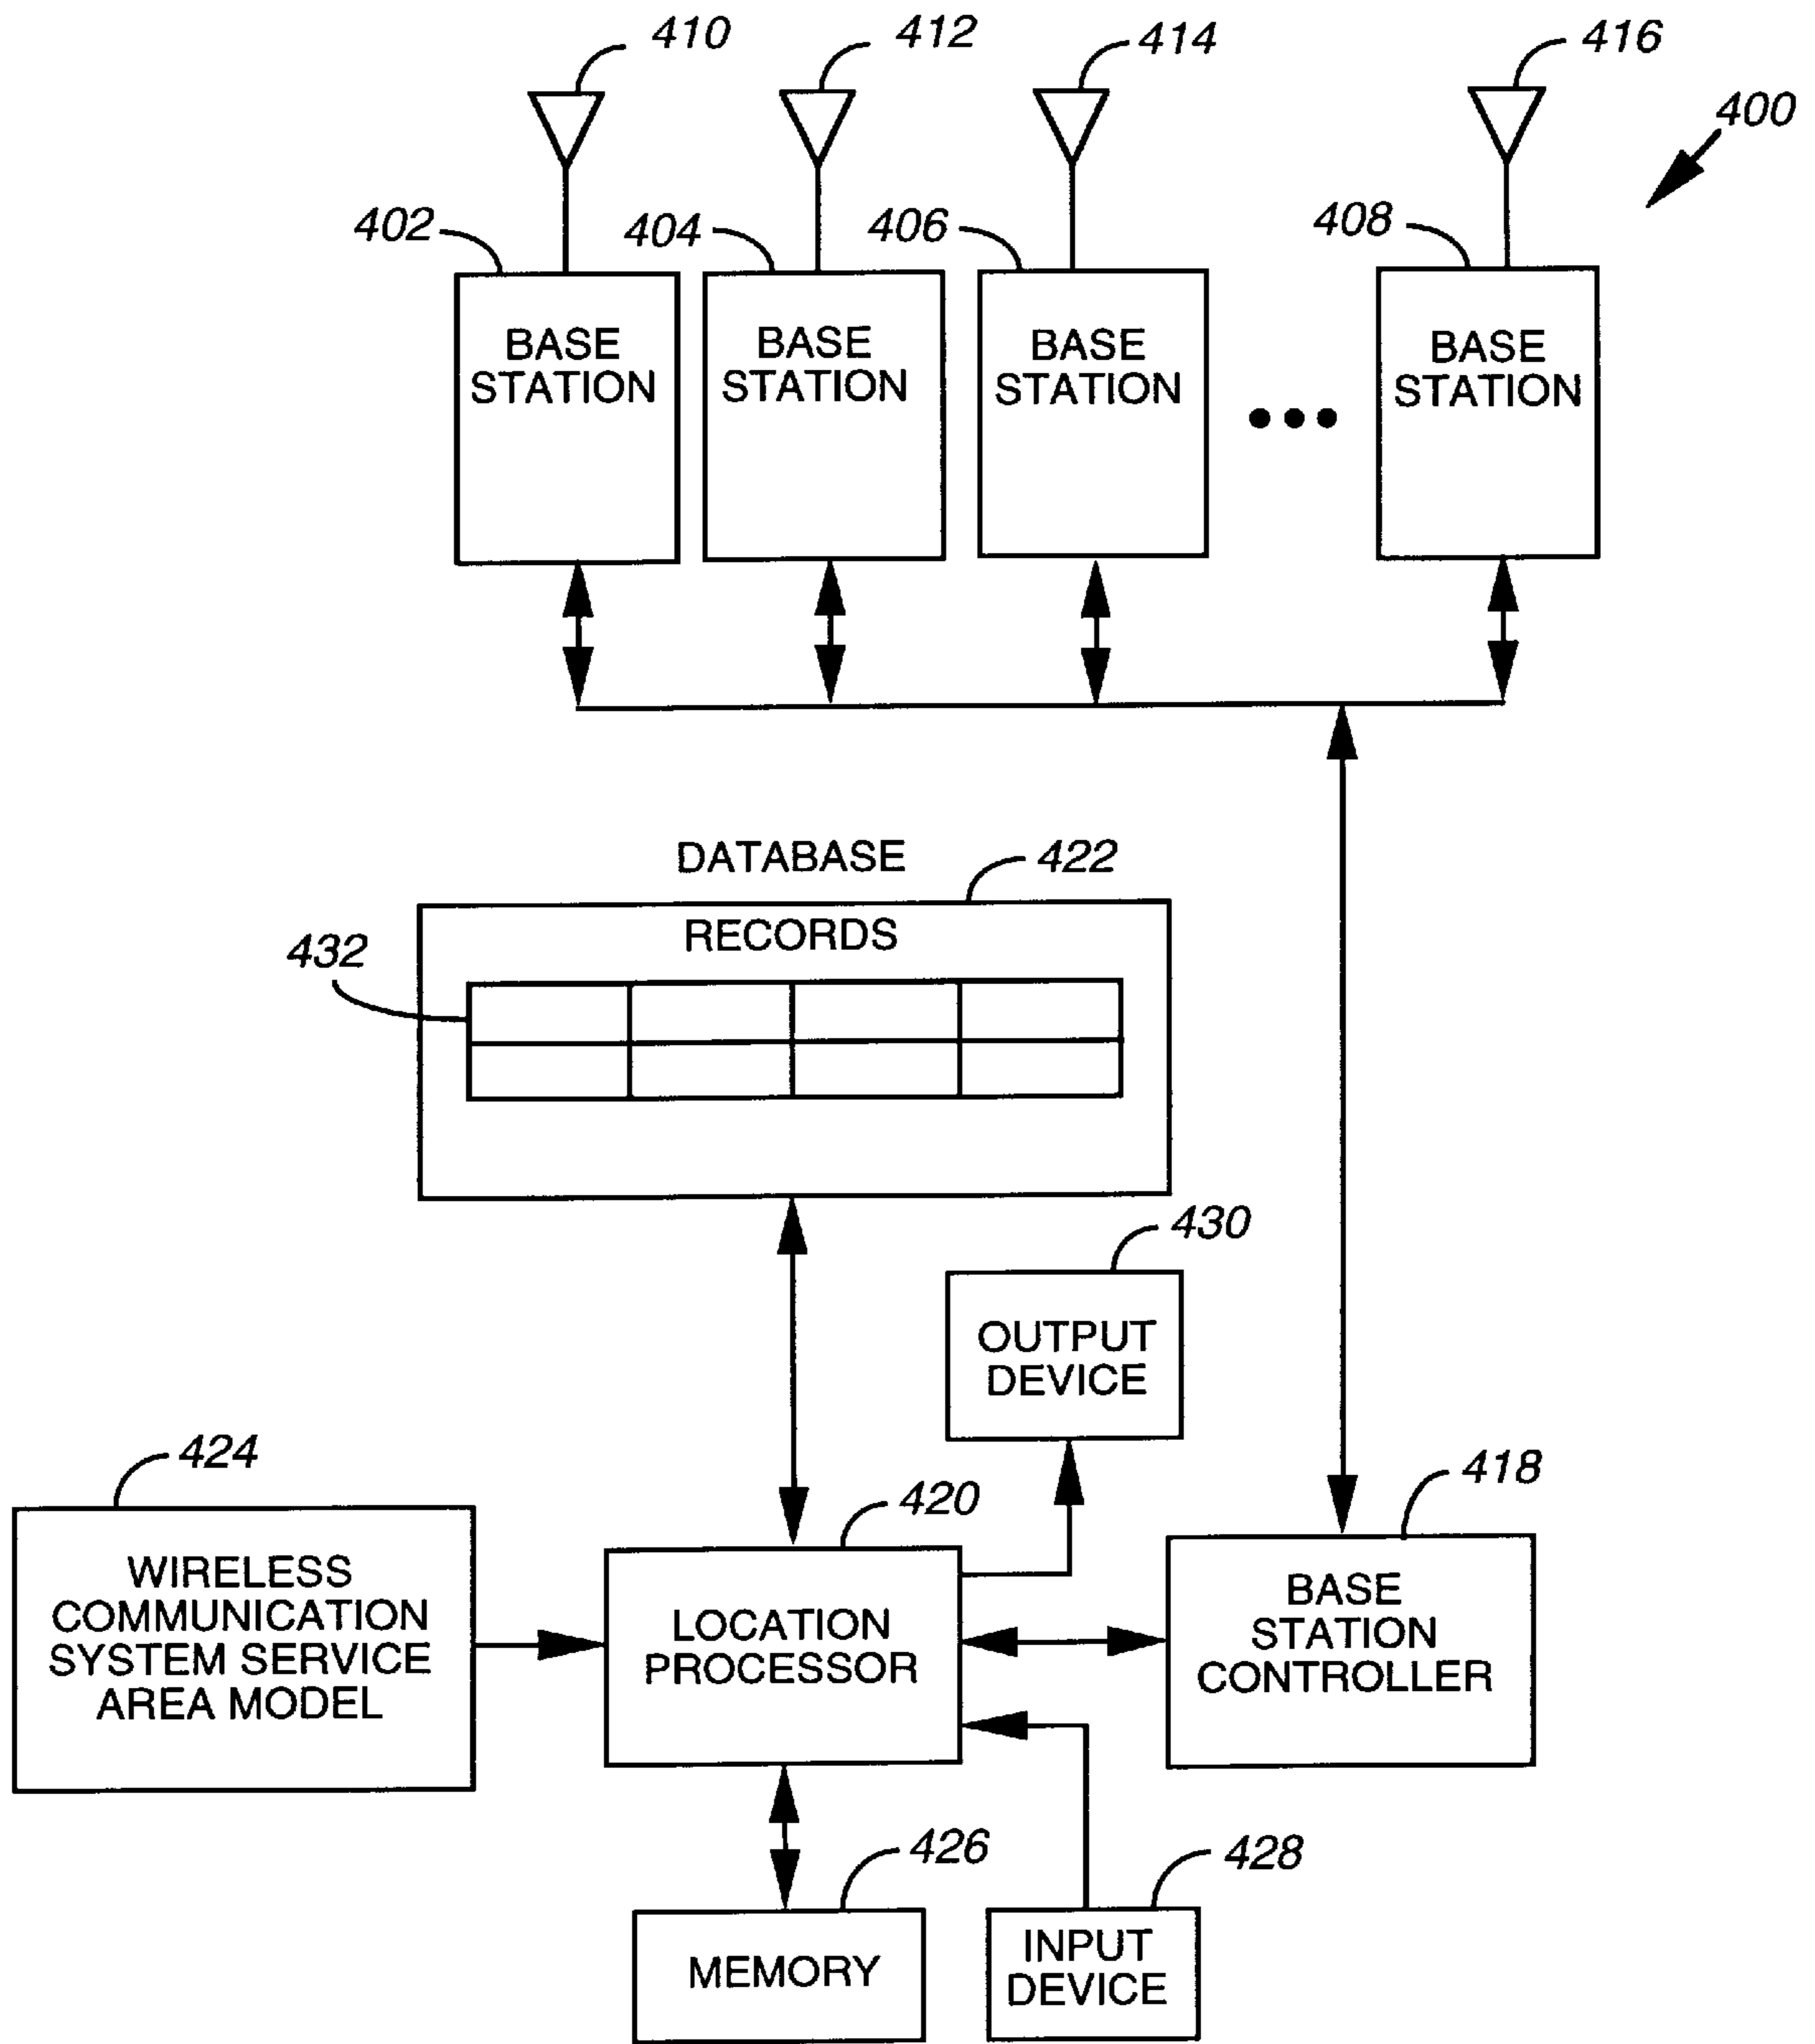 410
412
414
416
400
402
404
406
408
BASE
STATION
BASE
STATION
BASE
STATION
BASE
STATION
DATABASE
422
RECORDS
432
430
OUTPUT
DEVICE
424
420
418
WIRELESS
COMMUNICATION
SYSTEM SERVICE
AREA MODEL
LOCATION
PROCESSOR
BASE
STATION
CONTROLLER
426
428
MEMORY
INPUT
DEVICE